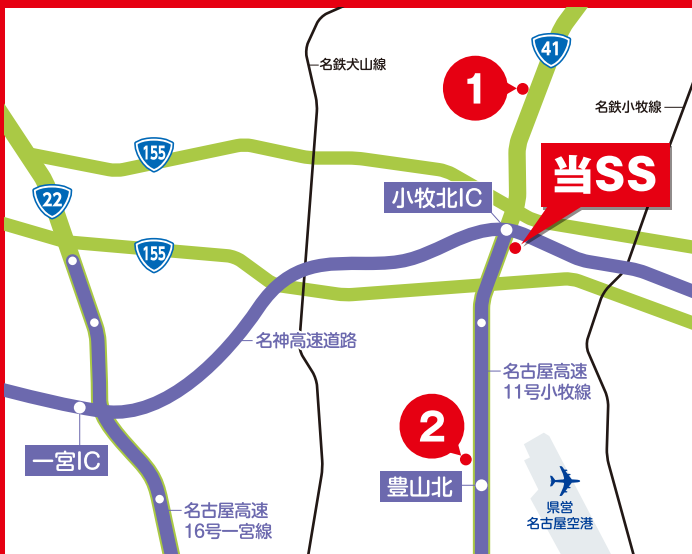 41
名鉄犬山線
1
名鉄小牧線
155
当SS
22
小牧北IC
155
名神高速道路
名古屋高速
11号小牧線
2
一宮IC
豊山北
県営
名古屋空港
名古屋高速
16号一宮線